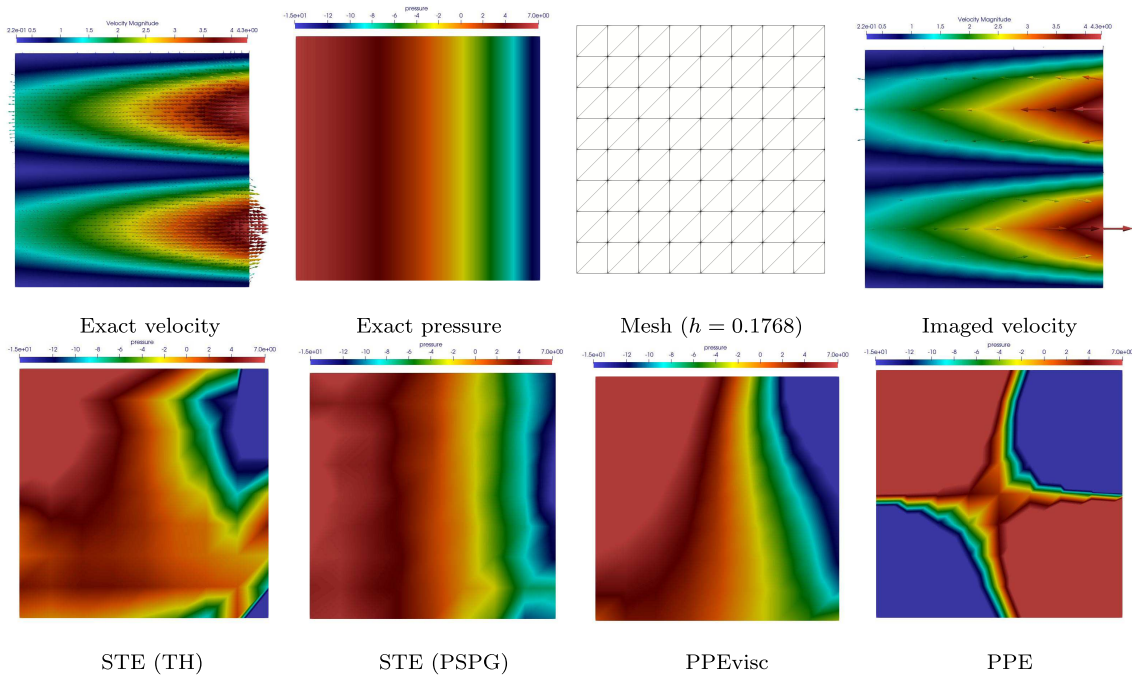 Velocity Magnitude
2.2e-01 0.5 1 1.5 2 2.5 3 3.5 4.3e+00
pressure
-1.5e+01 -12 -10 -8 -6 -4 -2 0 2 4 7.0e+00
Velocity Magnitude
2.2e-01 1 1.5 2 2.5 3 3.5 4.3e+00
Exact velocity
Exact pressure
Mesh (h = 0.1768)
Imaged velocity
pressure
-1.5e+01 -12 -10 -8 -6 -4 -2 0 2 4 7.0e+00
pressure
-1.5e+01 -12 -10 -8 -6 -4 -2 0 2 4 7.0e+00
pressure
-1.5e+01 -12 -10 -8 -6 -4 -2 0 2 4 7.0e+00
pressure
-1.5e+01 -12 -10 -8 -6 -4 -2 0 2 4 7.0e+00
STE (TH)
STE (PSPG)
PPEvisc
PPE